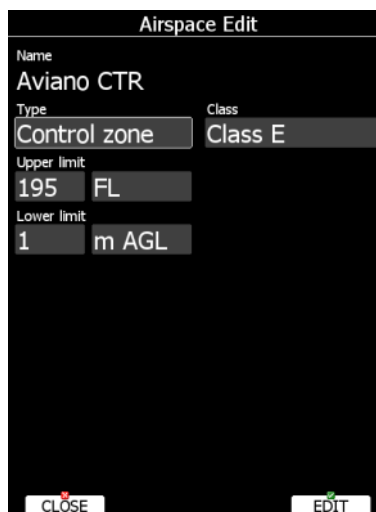 Airspace Edit
Name
Aviano CTR
Type Class
Control zone Class E
Upper limit
195 FL
Lower limit
1 m AGL
CLOSE EDIT